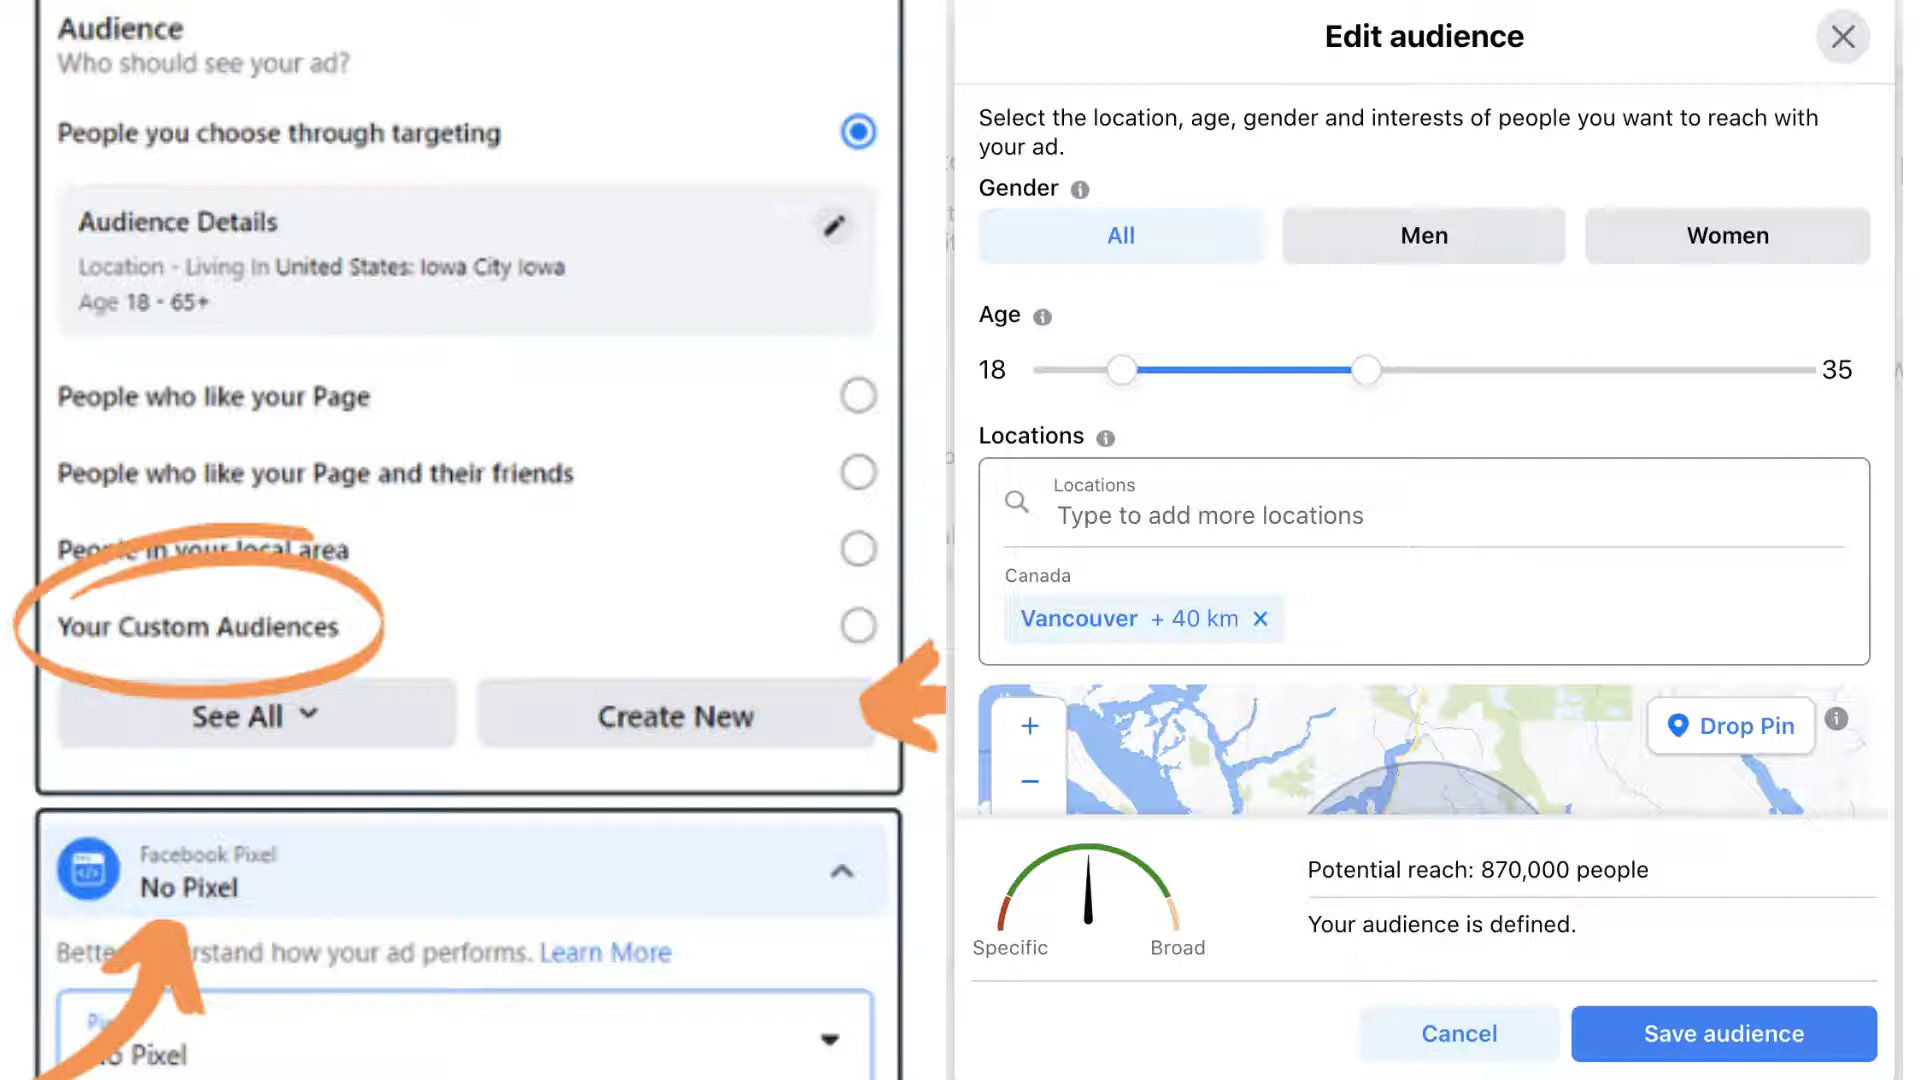 Audience
Who should see your ad?
People you choose through targeting
Audience Details
Location - Living In United States: Iowa City Iowa
Age 18 - 65+
People who like your Page
People who like your Page and their friends
People in your local area
Your Custom Audiences
See All
Create New
Facebook Pixel
No Pixel
how your ad performs. Learn More
Pixel
Edit audience
Select the location, age, gender and interests of people you want to reach with
your ad.
Gender
All
Men
Women
Age
18
35
Locations
Locations
Type to add more locations
Canada
Vancouver + 40 km
Drop Pin
Specific
Broad
Potential reach: 870,000 people
Your audience is defined.
Cancel
Save audience